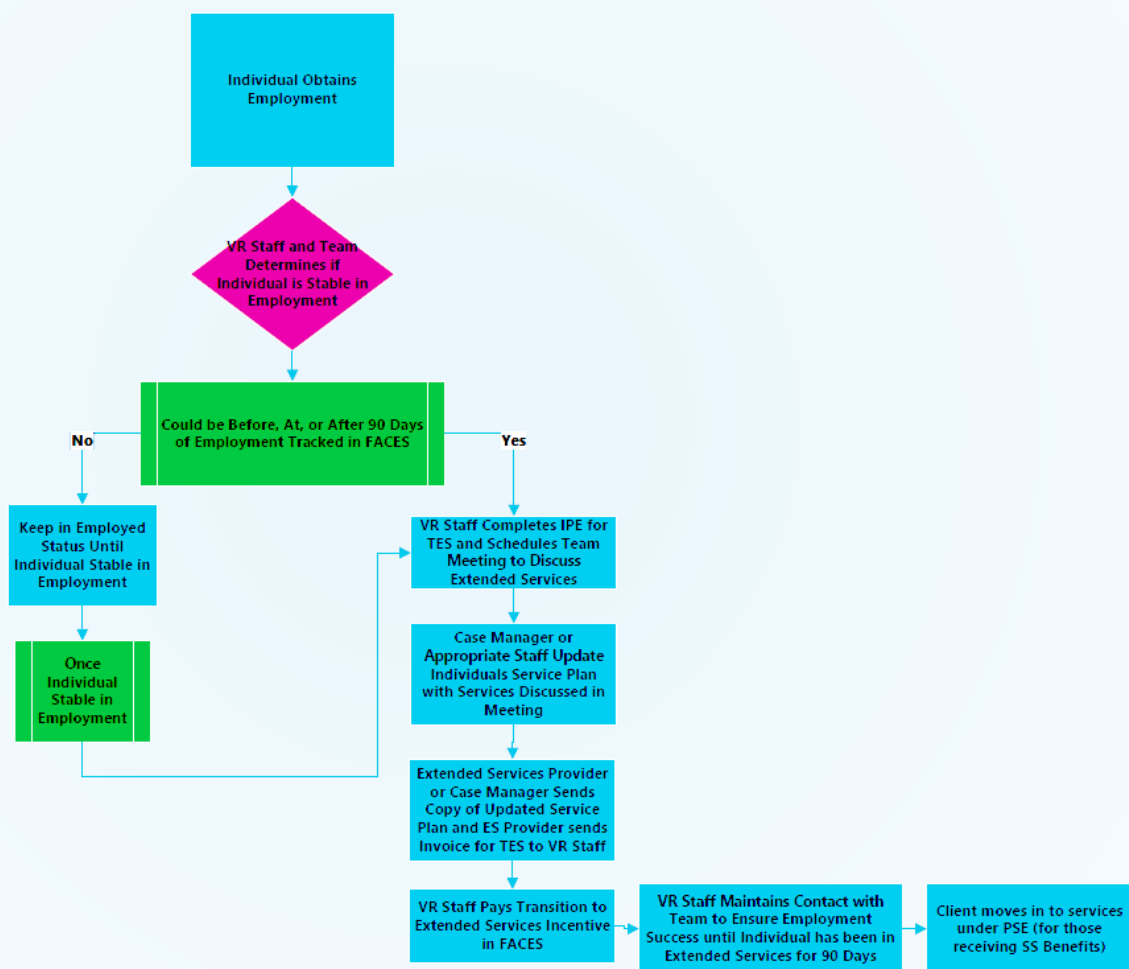 Individual Obtains
Employment
VR Staff and Team
Determines if
Individual is Stable in
Employment
Could be Before, At, or After 90 Days
of Employment Tracked in FACES
No
Yes
Keep in Employed
Status Until
Individual Stable in
Employment
Once
Individual
Stable in
Employment
VR Staff Completes IPE for
TES and Schedules Team
Meeting to Discuss
Extended Services
Case Manager or
Appropriate Staff Update
Individuals Service Plan
with Services Discussed in
Meeting
Extended Services Provider
or Case Manager Sends
Copy of Updated Service
Plan and ES Provider sends
Invoice for TES to VR Staff
VR Staff Pays Transition to
Extended Services Incentive
in FACES
VR Staff Maintains Contact with
Team to Ensure Employment
Success until Individual has been in
Extended Services for 90 Days
Client moves in to services
under PSE (for those
receiving SS Benefits)